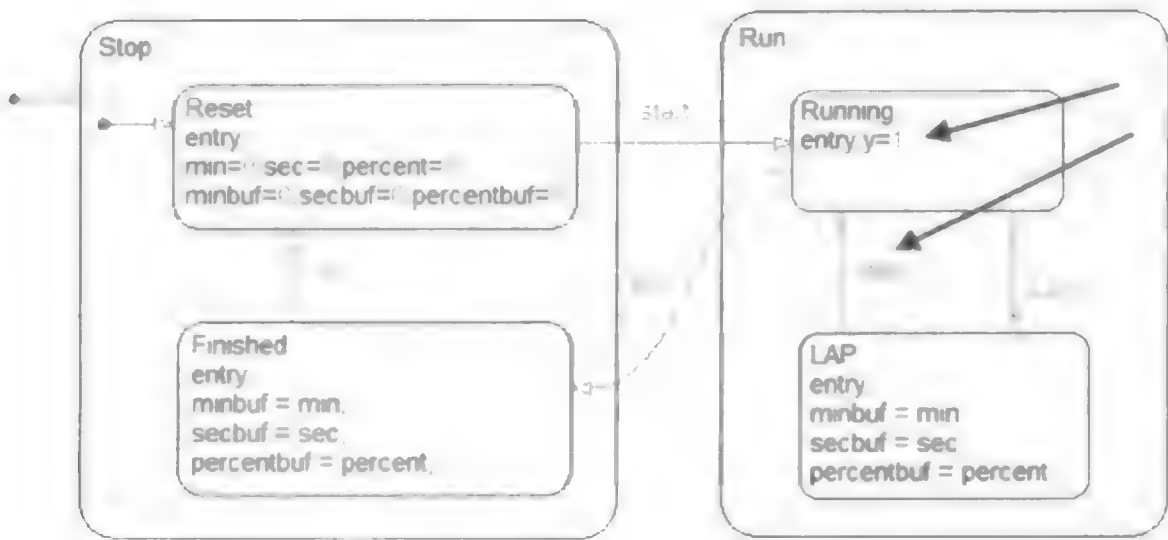 Stop
Reset
entry
min= sec= percent=
minbuf= secbuf= percentbuf=
Finished
entry
minbuf = min,
secbuf = sec,
percentbuf = percent,
Run
Running
entry y=1
LAP
entry
minbuf = min
secbuf = sec
percentbuf = percent